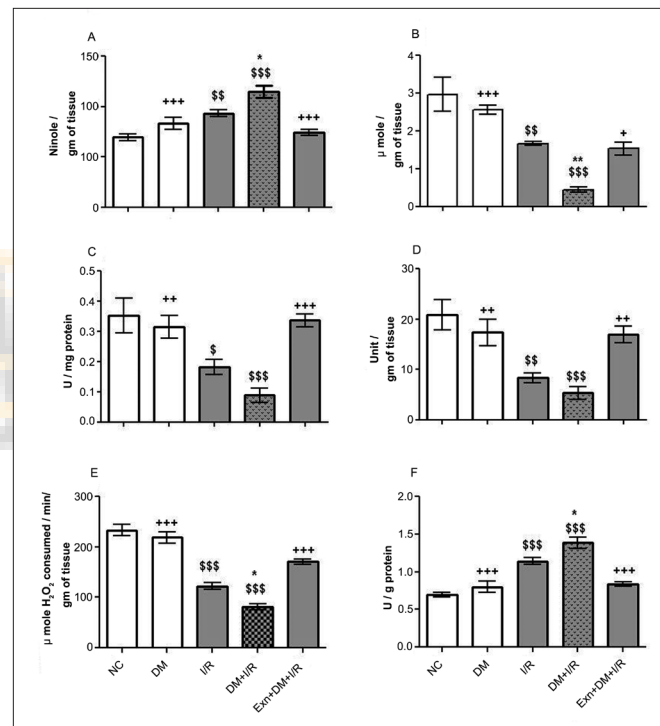 A
Ninole /
gm of tissue
150
100
100
0
+++
$$
*
$$$
+++
B
μ mole /
gm of tissue
4
3
2
1
0
+++
$$
**
$$$
+
C
U / mg protein
0.5
0.4
0.3
0.2
0.1
0.0
++
$
$$$
+++
D
Unit /
gm of tissue
30
20
10
0
++
$$
$$$
++
E
μ mole H₂O₂ consumed / min/
gm of tissue
300
200
100
0
+++
$$$
*
$$$
+++
NC
DM
I/R
DM+I/R
Exn+DM+I/R
F
U / g protein
2.0
1.5
1.0
0.5
0.0
+++
$$$
*
$$$
+++
NC
DM
I/R
DM+I/R
Exn+DM+I/R